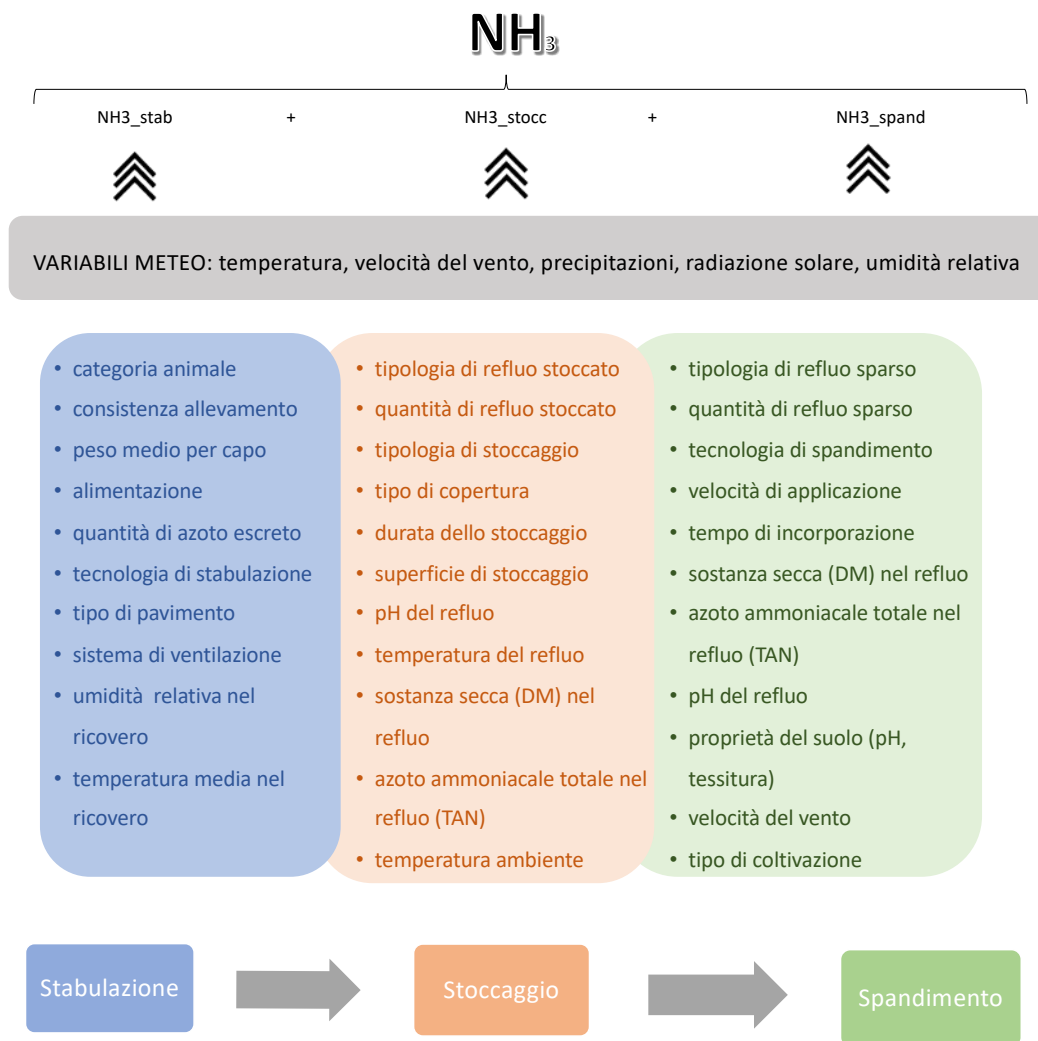 NH₃
NH3_stab + NH3_stocc + NH3_spand
VARIABILI METEO: temperatura, velocità del vento, precipitazioni, radiazione solare, umidità relativa
• categoria animale
• consistenza allevamento
• peso medio per capo
• alimentazione
• quantità di azoto escreto
• tecnologia di stabulazione
• tipo di pavimento
• sistema di ventilazione
• umidità relativa nel
ricovero
• temperatura media nel
ricovero
• tipologia di refluo stoccato
• quantità di refluo stoccato
• tipologia di stoccaggio
• tipo di copertura
• durata dello stoccaggio
• superficie di stoccaggio
• pH del refluo
• temperatura del refluo
• sostanza secca (DM) nel
refluo
• azoto ammoniacale totale nel
refluo (TAN)
• temperatura ambiente
• tipologia di refluo sparso
• quantità di refluo sparso
• tecnologia di spandimento
• velocità di applicazione
• tempo di incorporazione
• sostanza secca (DM) nel refluo
• azoto ammoniacale totale nel
refluo (TAN)
• pH del refluo
• proprietà del suolo (pH,
tessitura)
• velocità del vento
• tipo di coltivazione
Stabulazione
Stoccaggio
Spandimento